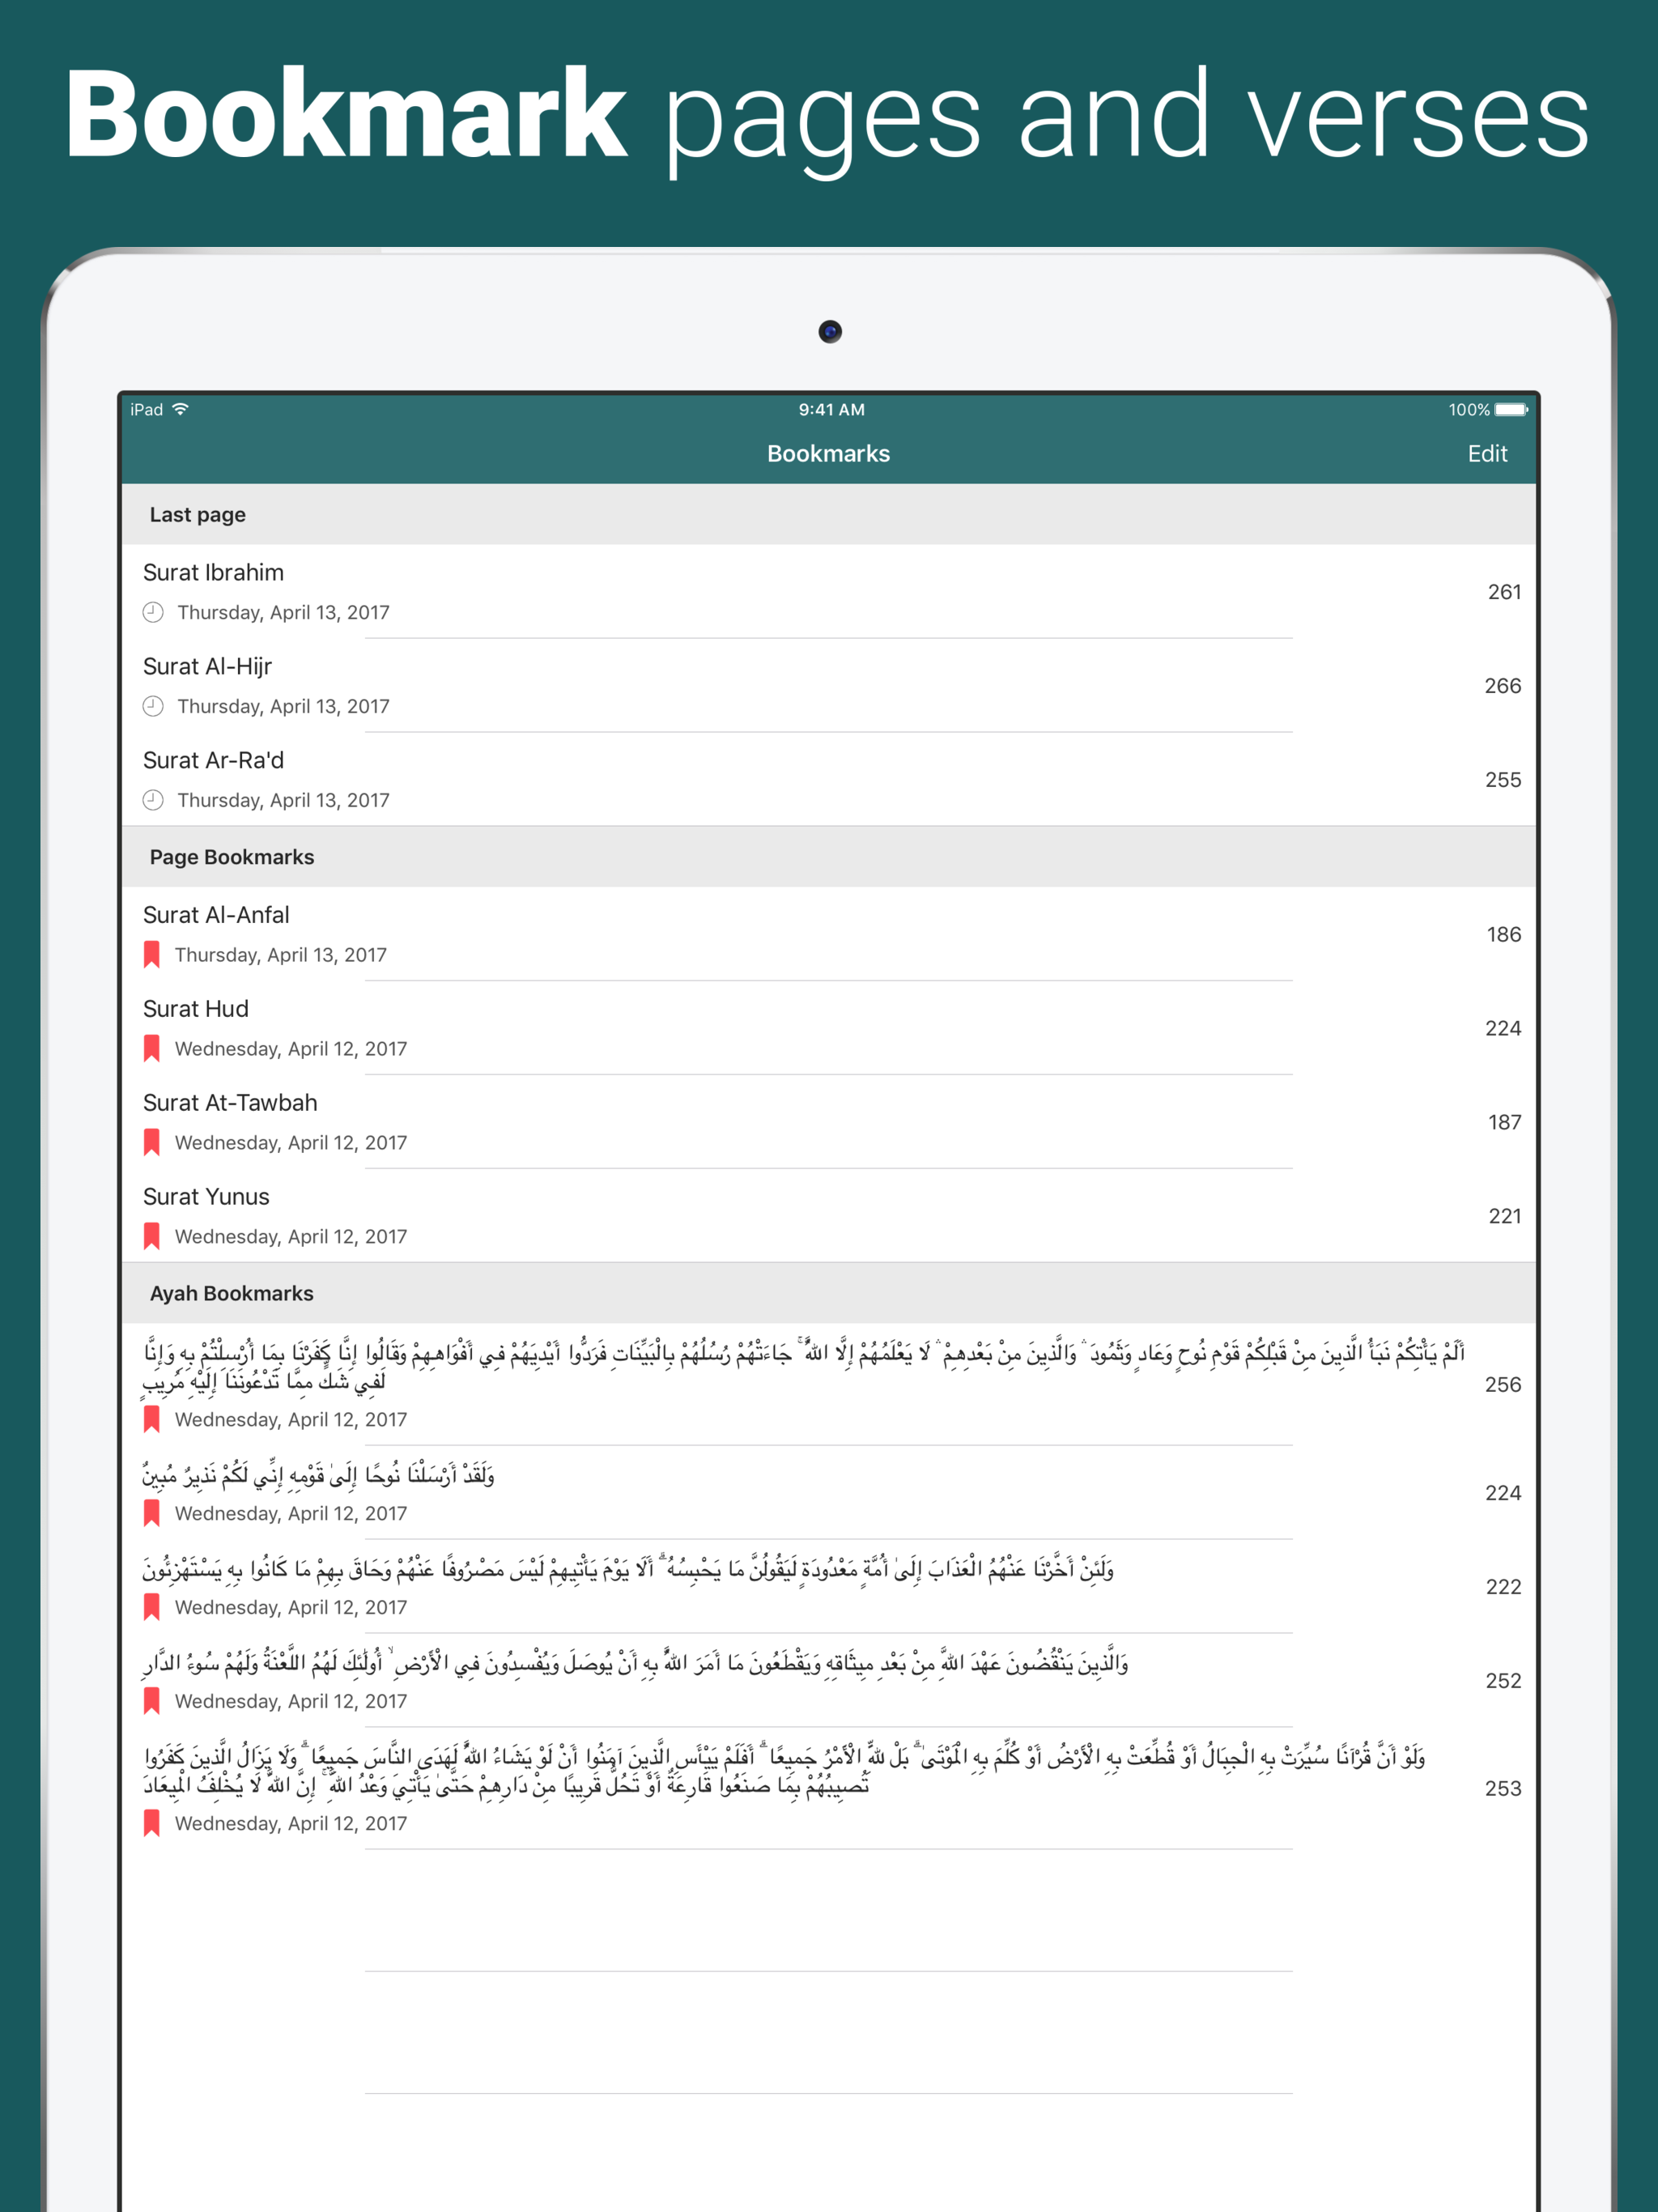 Bookmark pages and verses
iPad 9:41 AM 100%
Bookmarks Edit
Last page
Surat Ibrahim
261
Thursday, April 13, 2017
Surat Al-Hijr
266
Thursday, April 13, 2017
Surat Ar-Ra'd
255
Thursday, April 13, 2017
Page Bookmarks
Surat Al-Anfal
186
Thursday, April 13, 2017
Surat Hud
224
Wednesday, April 12, 2017
Surat At-Tawbah
187
Wednesday, April 12, 2017
Surat Yunus
221
Wednesday, April 12, 2017
Ayah Bookmarks
أَلَمْ يَأْتِكُمْ نَبَأُ الَّذِينَ مِنْ قَبْلِكُمْ قَوْمِ نُوحٍ وَعَادٍ وَثَمُودَ ۛ وَالَّذِينَ مِنْ بَعْدِهِمْ ۛ لَا يَعْلَمُهُمْ إِلَّا اللَّهُ ۚ جَاءَتْهُمْ رُسُلُهُمْ بِالْبَيِّنَاتِ فَرَدُّوا أَيْدِيَهُمْ فِي أَفْوَاهِهِمْ وَقَالُوا إِنَّا كَفَرْنَا بِمَا أُرْسِلْتُمْ بِهِ وَإِنَّا
لَفِي شَكٍّ مِمَّا تَدْعُونَنَا إِلَيْهِ مُرِيبٍ
256
Wednesday, April 12, 2017
وَلَقَدْ أَرْسَلْنَا نُوحًا إِلَىٰ قَوْمِهِ إِنِّي لَكُمْ نَذِيرٌ مُبِينٌ
224
Wednesday, April 12, 2017
وَلَئِنْ أَخَّرْنَا عَنْهُمُ الْعَذَابَ إِلَىٰ أُمَّةٍ مَعْدُودَةٍ لَيَقُولُنَّ مَا يَحْبِسُهُ ۗ أَلَا يَوْمَ يَأْتِيهِمْ لَيْسَ مَصْرُوفًا عَنْهُمْ وَحَاقَ بِهِمْ مَا كَانُوا بِهِ يَسْتَهْزِئُونَ
222
Wednesday, April 12, 2017
وَالَّذِينَ يَنْقُضُونَ عَهْدَ اللَّهِ مِنْ بَعْدِ مِيثَاقِهِ وَيَقْطَعُونَ مَا أَمَرَ اللَّهُ بِهِ أَنْ يُوصَلَ وَيُفْسِدُونَ فِي الْأَرْضِ ۙ أُولَٰئِكَ لَهُمُ اللَّعْنَةُ وَلَهُمْ سُوءُ الدَّارِ
252
Wednesday, April 12, 2017
وَلَوْ أَنَّ قُرْآنًا سُيِّرَتْ بِهِ الْجِبَالُ أَوْ قُطِّعَتْ بِهِ الْأَرْضُ أَوْ كُلِّمَ بِهِ الْمَوْتَىٰ ۗ بَلْ لِلَّهِ الْأَمْرُ جَمِيعًا ۗ أَفَلَمْ يَيْأَسِ الَّذِينَ آمَنُوا أَنْ لَوْ يَشَاءُ اللَّهُ لَهَدَى النَّاسَ جَمِيعًا ۗ وَلَا يَزَالُ الَّذِينَ كَفَرُوا
تُصِيبُهُمْ بِمَا صَنَعُوا قَارِعَةٌ أَوْ تَحُلُّ قَرِيبًا مِنْ دَارِهِمْ حَتَّىٰ يَأْتِيَ وَعْدُ اللَّهِ ۚ إِنَّ اللَّهَ لَا يُخْلِفُ الْمِيعَادَ
253
Wednesday, April 12, 2017